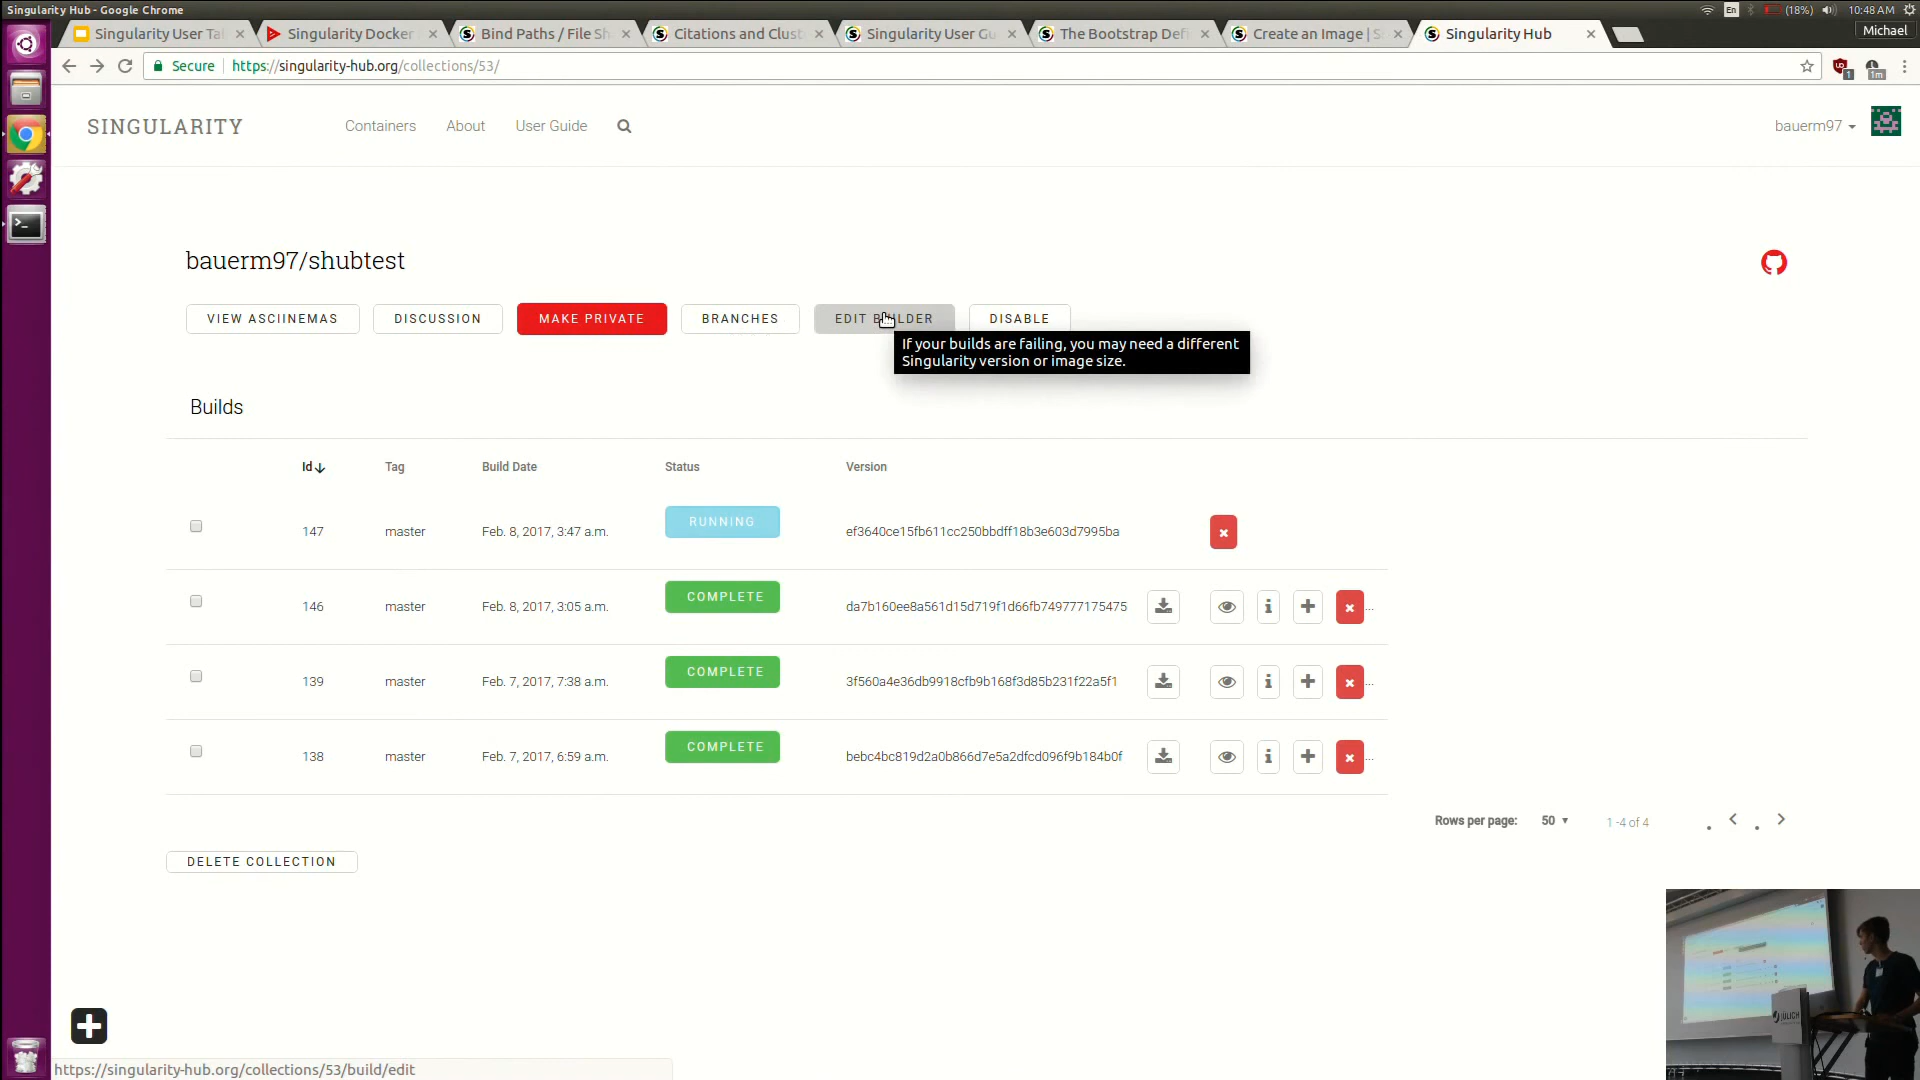 Singularity Hub - Google Chrome
En
(18%)
10:48 AM
Singularity User Ta
Singularity Docker
Bind Paths / File Sh
Citations and Clust
Singularity User Gu
The Bootstrap Def
Create an Image | S
Singularity Hub
Michael
Secure
https://singularity-hub.org/collections/53/
1
1m
SINGULARITY
Containers
About
User Guide
bauerm97
bauerm97/shubtest
VIEW ASCIINEMAS
DISCUSSION
MAKE PRIVATE
BRANCHES
EDIT BUILDER
DISABLE
If your builds are failing, you may need a different
Singularity version or image size.
Builds
Id Tag Build Date Status Version
147 master Feb. 8, 2017, 3:47 a.m. RUNNING ef3640ce15fb611cc250bbdff18b3e603d7995ba
146 master Feb. 8, 2017, 3:05 a.m. COMPLETE da7b160ee8a561d15d719f1d66fb749777175475 ...
139 master Feb. 7, 2017, 7:38 a.m. COMPLETE 3f560a4e36db9918cfb9b168f3d85b231f22a5f1 ...
138 master Feb. 7, 2017, 6:59 a.m. COMPLETE bebc4bc819d2a0b866d7e5a2dfcd096f9b184b0f ...
Rows per page: 50 1 -4 of 4
DELETE COLLECTION
JÜLICH
https://singularity-hub.org/collections/53/build/edit